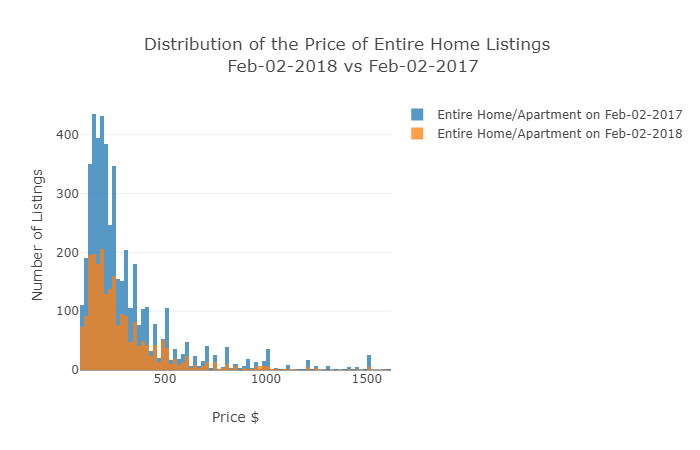 Distribution of the Price of Entire Home Listings
Feb-02-2018 vs Feb-02-2017
Entire Home/Apartment on Feb-02-2017
Entire Home/Apartment on Feb-02-2018
Number of Listings
400
300
200
100
0
500
1000
1500
Price $